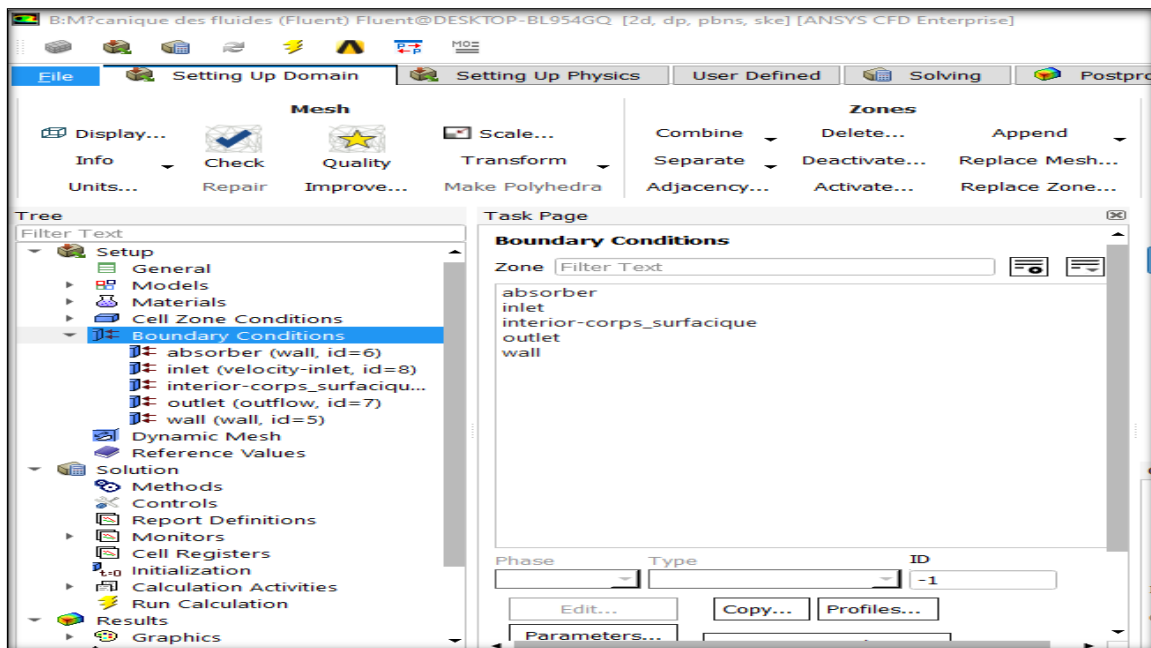 B:M?canique des fluides (Fluent) Fluent@DESKTOP-BL954GQ [2d, dp, pbns, ske] [ANSYS CFD Enterprise]
File Setting Up Domain Setting Up Physics User Defined Solving Postpro
Mesh Zones
Display... Scale... Combine Delete... Append
Info Check Quality Transform Separate Deactivate... Replace Mesh...
Units... Repair Improve... Make Polyhedra Adjacency... Activate... Replace Zone...
Tree
Filter Text
Setup
General
Models
Materials
Cell Zone Conditions
Boundary Conditions
absorber (wall, id=6)
inlet (velocity-inlet, id=8)
interior-corps_surfaciqu...
outlet (outflow, id=7)
wall (wall, id=5)
Dynamic Mesh
Reference Values
Solution
Methods
Controls
Report Definitions
Monitors
Cell Registers
t=0 Initialization
Calculation Activities
Run Calculation
Results
Graphics
Task Page
Boundary Conditions
Zone Filter Text
absorber
inlet
interior-corps_surfacique
outlet
wall
Phase Type ID
-1
Edit... Copy... Profiles...
Parameters...